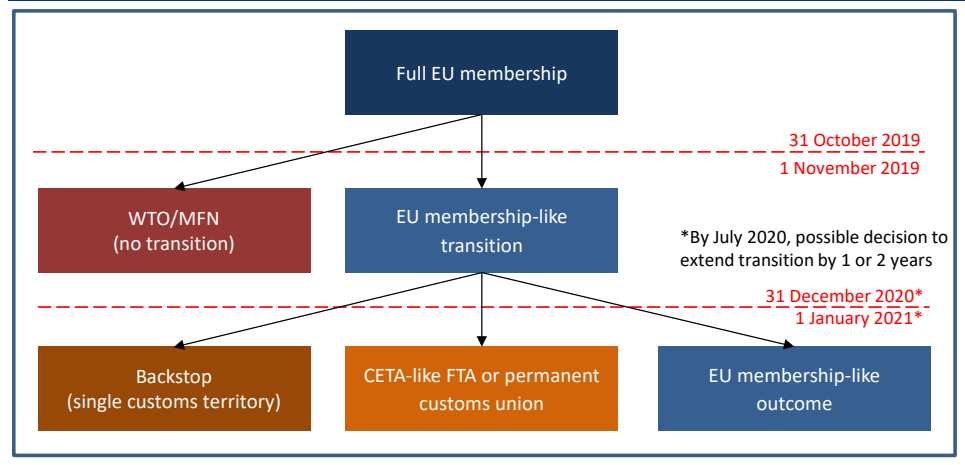 Full EU membership
31 October 2019
1 November 2019
WTO/MFN
(no transition)
EU membership-like
transition
*By July 2020, possible decision to
extend transition by 1 or 2 years
31 December 2020*
1 January 2021*
Backstop
(single customs territory)
CETA-like FTA or permanent
customs union
EU membership-like
outcome